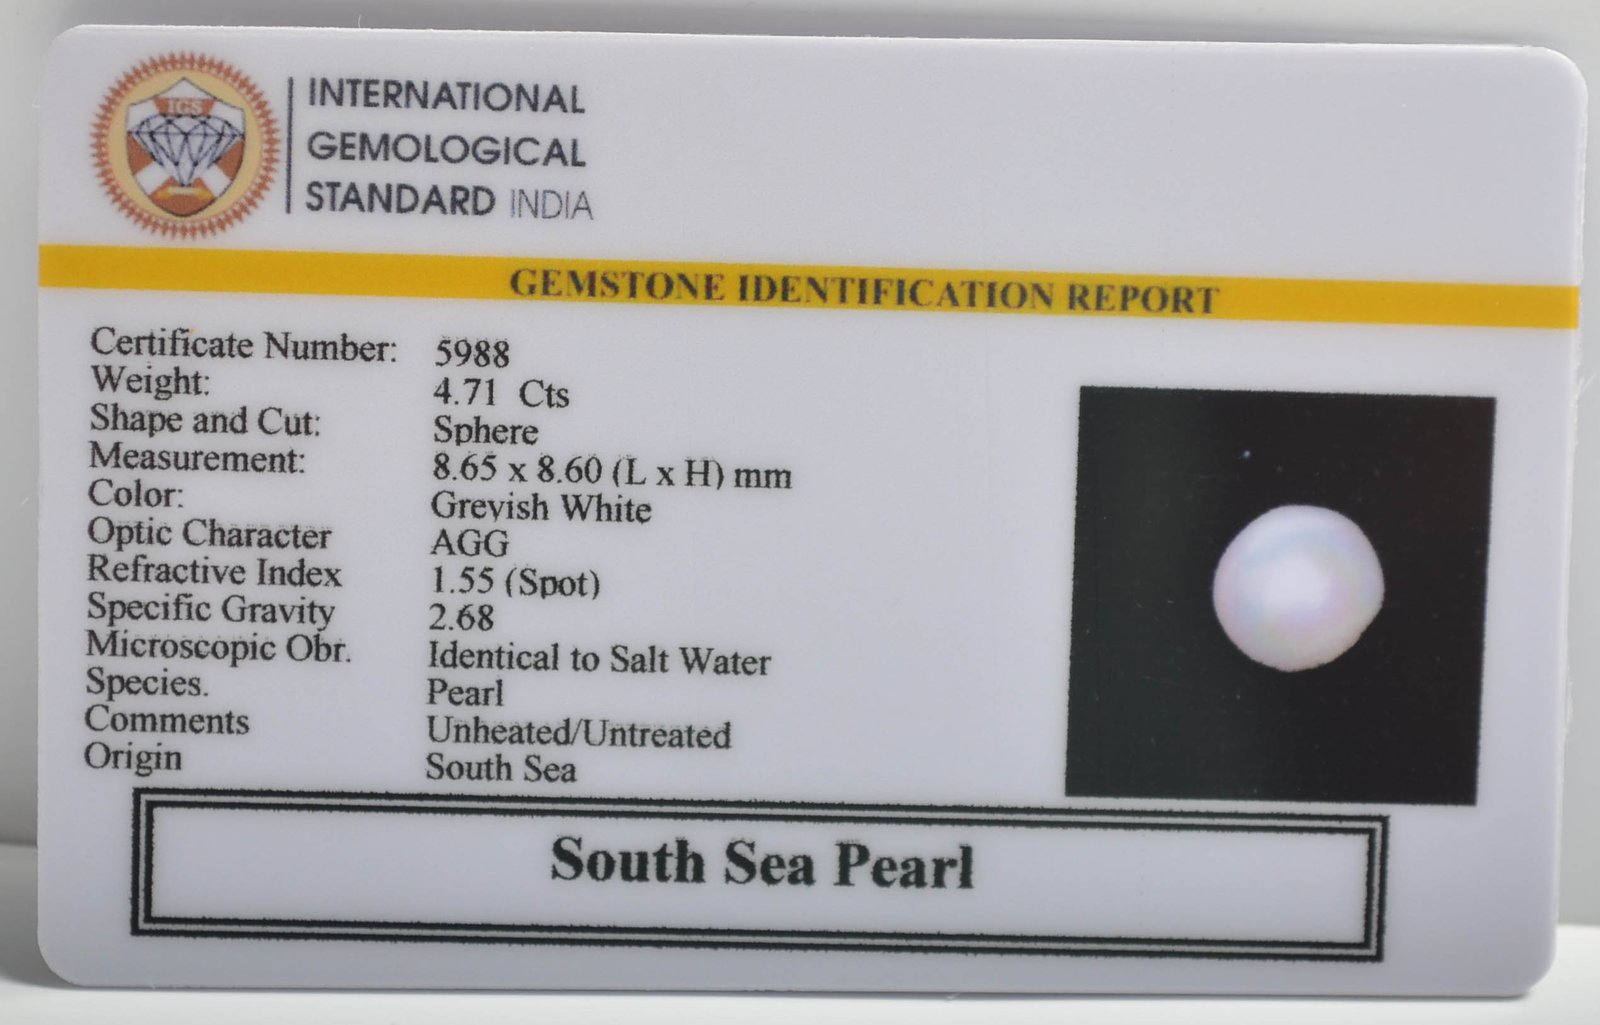 IGS
INTERNATIONAL
GEMOLOGICAL
STANDARD INDIA
GEMSTONE IDENTIFICATION REPORT
Certificate Number: 5988
Weight: 4.71 Cts
Shape and Cut: Sphere
Measurement: 8.65 x 8.60 (L x H) mm
Color: Greyish White
Optic Character AGG
Refractive Index 1.55 (Spot)
Specific Gravity 2.68
Microscopic Obr. Identical to Salt Water
Species. Pearl
Comments Unheated/Untreated
Origin South Sea
South Sea Pearl